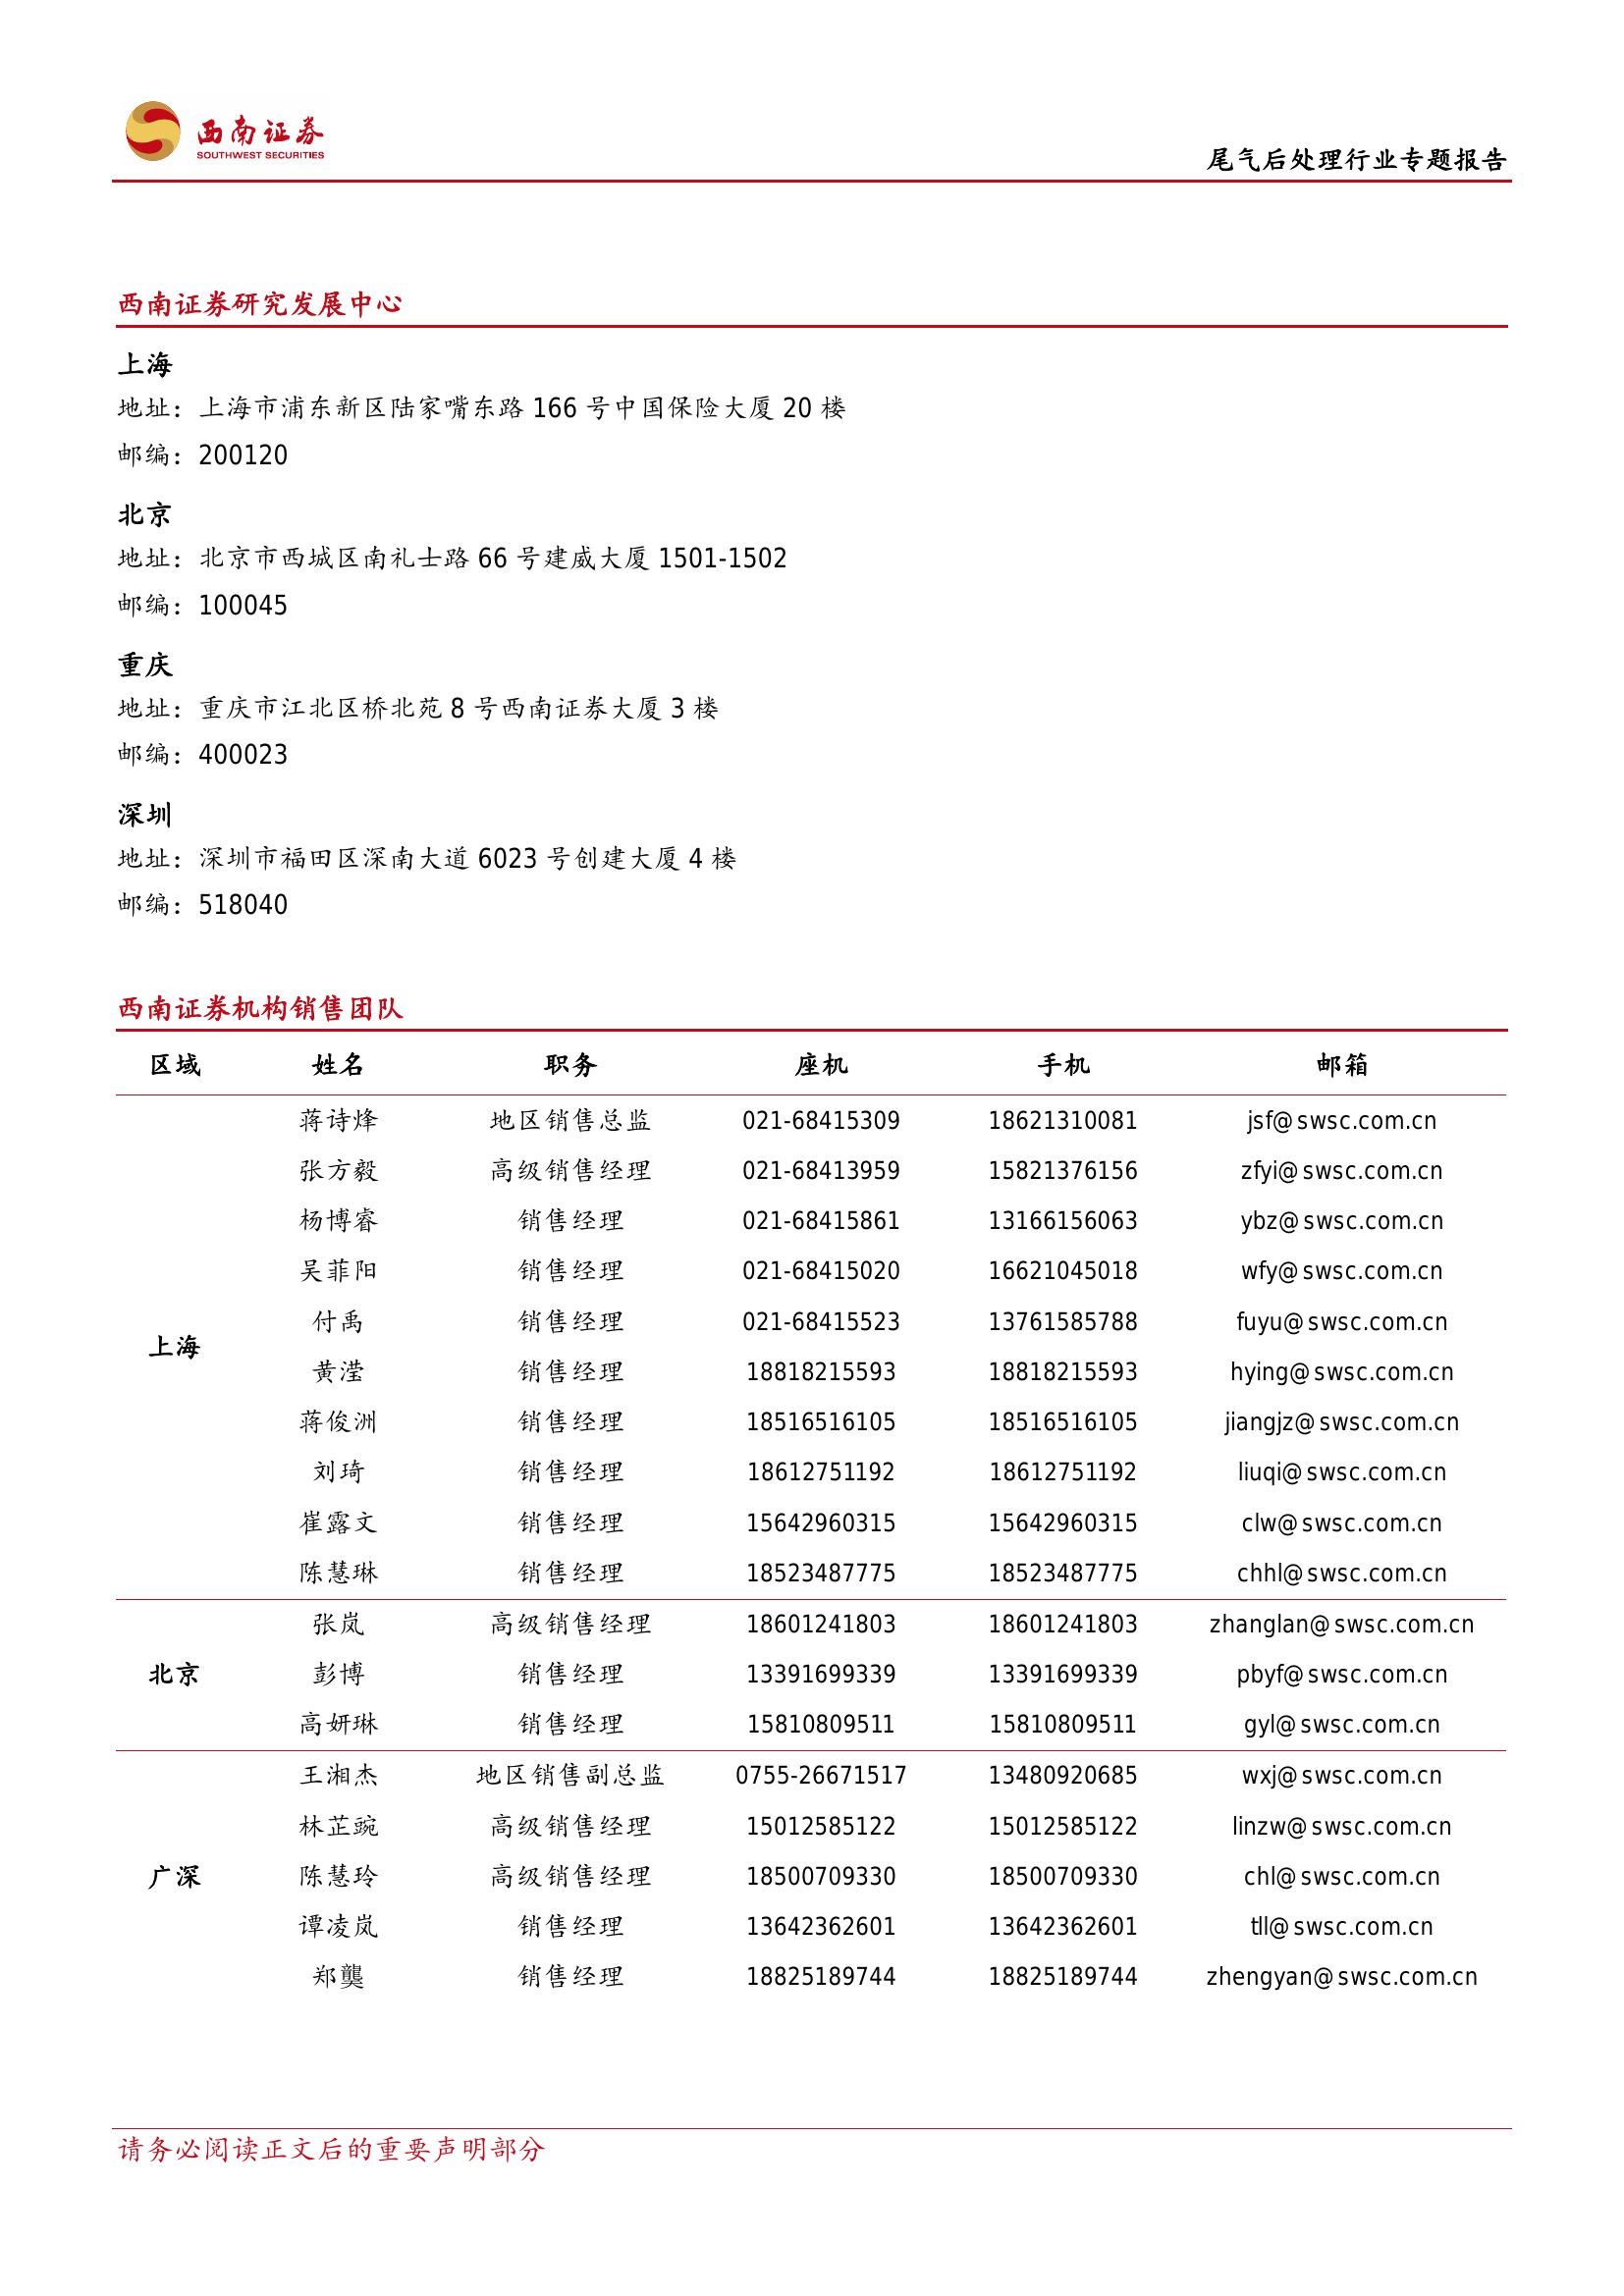 西南证券
SOUTHWEST SECURITIES
尾气后处理行业专题报告
西南证券研究发展中心
上海
地址：上海市浦东新区陆家嘴东路 166 号中国保险大厦 20 楼
邮编：200120
北京
地址：北京市西城区南礼士路 66 号建威大厦 1501-1502
邮编：100045
重庆
地址：重庆市江北区桥北苑 8 号西南证券大厦 3 楼
邮编：400023
深圳
地址：深圳市福田区深南大道 6023 号创建大厦 4 楼
邮编：518040
西南证券机构销售团队
区域 姓名 职务 座机 手机 邮箱
上海
蒋诗烽 地区销售总监 021-68415309 18621310081 jsf@swsc.com.cn
张方毅 高级销售经理 021-68413959 15821376156 zfyi@swsc.com.cn
杨博睿 销售经理 021-68415861 13166156063 ybz@swsc.com.cn
吴菲阳 销售经理 021-68415020 16621045018 wfy@swsc.com.cn
付禹 销售经理 021-68415523 13761585788 fuyu@swsc.com.cn
黄滢 销售经理 18818215593 18818215593 hying@swsc.com.cn
蒋俊洲 销售经理 18516516105 18516516105 jiangjz@swsc.com.cn
刘琦 销售经理 18612751192 18612751192 liuqi@swsc.com.cn
崔露文 销售经理 15642960315 15642960315 clw@swsc.com.cn
陈慧琳 销售经理 18523487775 18523487775 chhl@swsc.com.cn
北京
张岚 高级销售经理 18601241803 18601241803 zhanglan@swsc.com.cn
彭博 销售经理 13391699339 13391699339 pbyf@swsc.com.cn
高妍琳 销售经理 15810809511 15810809511 gyl@swsc.com.cn
广深
王湘杰 地区销售副总监 0755-26671517 13480920685 wxj@swsc.com.cn
林芷豌 高级销售经理 15012585122 15012585122 linzw@swsc.com.cn
陈慧玲 高级销售经理 18500709330 18500709330 chl@swsc.com.cn
谭凌岚 销售经理 13642362601 13642362601 tll@swsc.com.cn
郑龑 销售经理 18825189744 18825189744 zhengyan@swsc.com.cn
请务必阅读正文后的重要声明部分